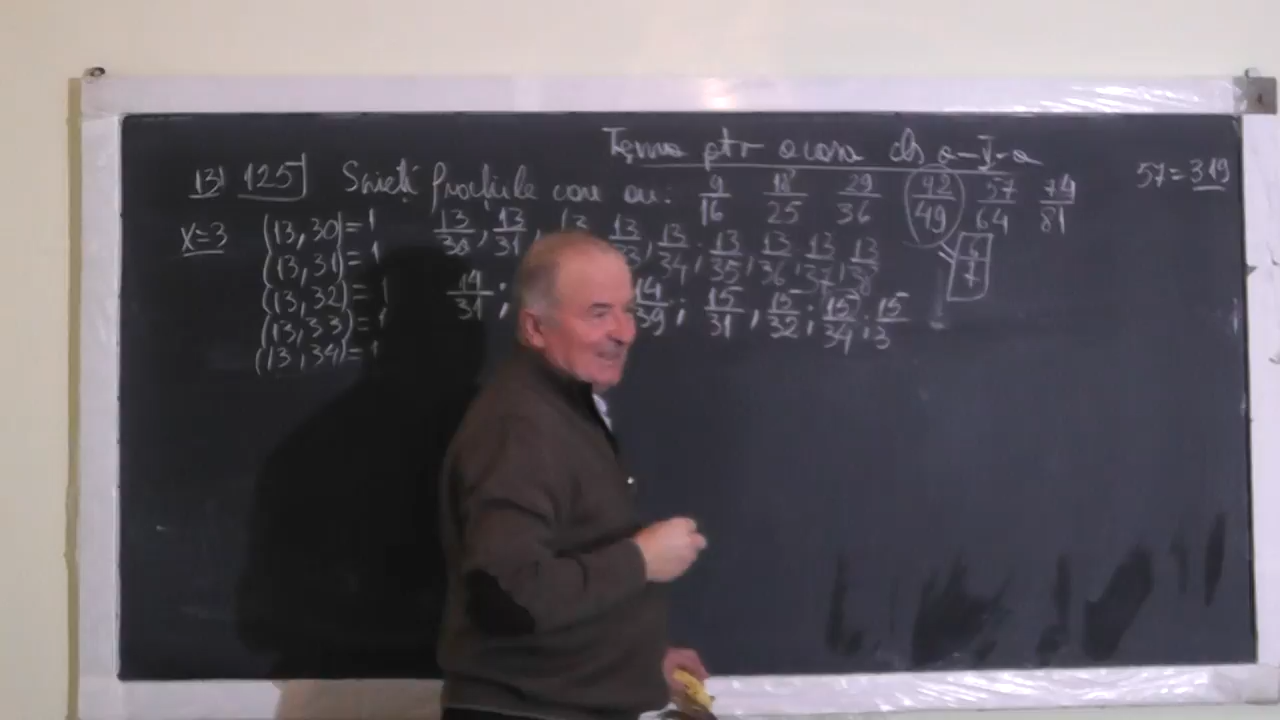 Tema ptr acasa cls a-V-a
13) 125] Scrieți fracțiile care au: 9/16 18/25 29/36 42/49 57/64 74/81 57=3·19
x=3 (13,30)=1 13/30, 13/31, 13 13/34; 13/35, 13/36, 13/37, 13/38 6/7
(13,31)=1
(13,32)=1 14/31; 14/39; 15/31, 15/32; 15/34; 15/3
(13,33)=1
(13,34)=1